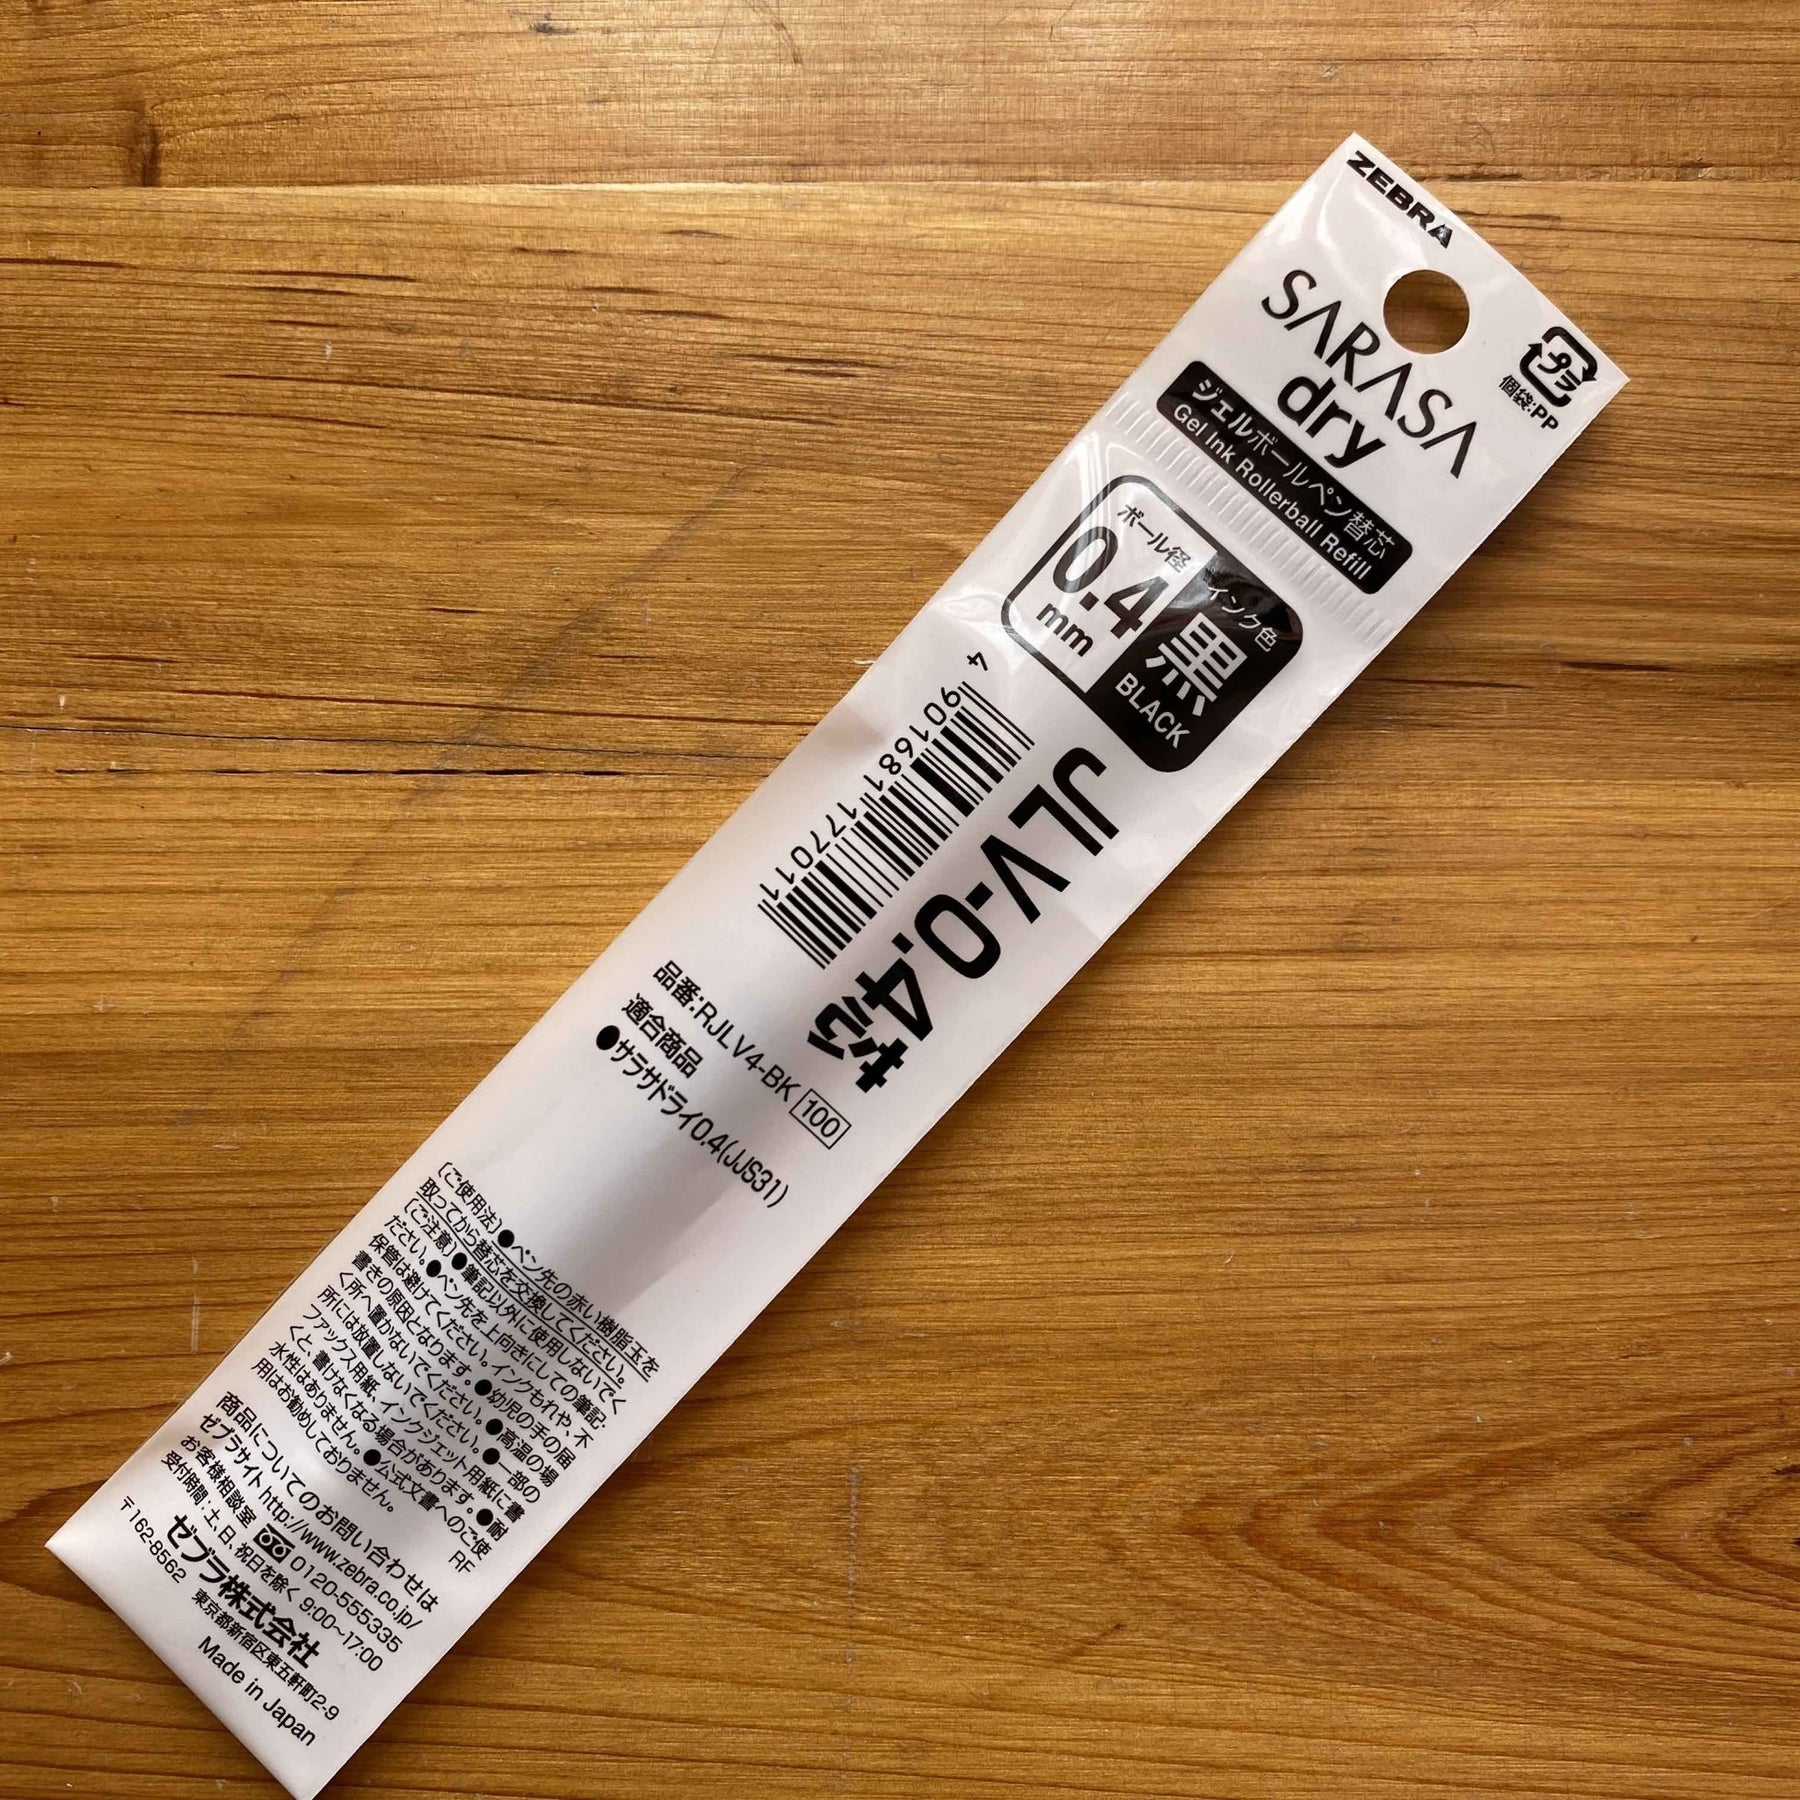 ZEBRA
プラ
個袋:PP
SARASA
dry
ジェルボールペン替芯
Gel Ink Rollerball Refill
ボール径
0.4
mm
インク色
黒
BLACK
4 901681 177011
JLV-0.4芯
品番:RJLV4-BK 100
適合商品
●サラサドライ0.4(JJS31)
〔ご使用法〕●ペン先の赤い樹脂玉を
取ってから替芯を交換してください。
〔ご注意〕●筆記以外に使用しないでく
ださい。●ペン先を上向きにしての筆記・
保管は避けてください。インクもれや、不
書きの原因となります。●幼児の手の届
く所へ置かないでください。●高温の場
所には放置しないでください。●一部の
ファックス用紙、インクジェット用紙に書
くと、書けなくなる場合があります。●耐
水性はありません。●公式文書へのご使
用はお勧めしておりません。 RF
商品についてのお問い合わせは
ゼブラサイト http://www.zebra.co.jp/
お客様相談室 0120-555335
受付時間:土、日、祝日を除く 9:00~17:00
ゼブラ株式会社
〒162-8562 東京都新宿区東五軒町2-9
Made in Japan